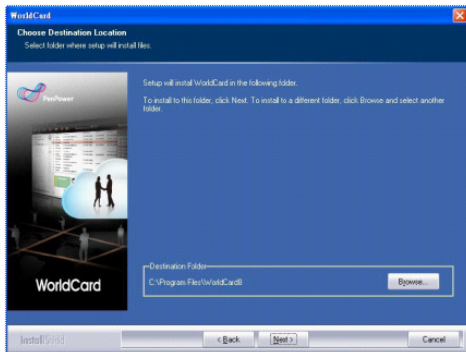 WorldCard
Choose Destination Location
Select folder where setup will install files.
PenPower
Setup will install WorldCard in the following folder.
To install to this folder, click Next. To install to a different folder, click Browse and select another
folder.
Destination Folder
C:\Program Files\WorldCard8
Browse...
WorldCard
InstallShield
< Back
Next >
Cancel